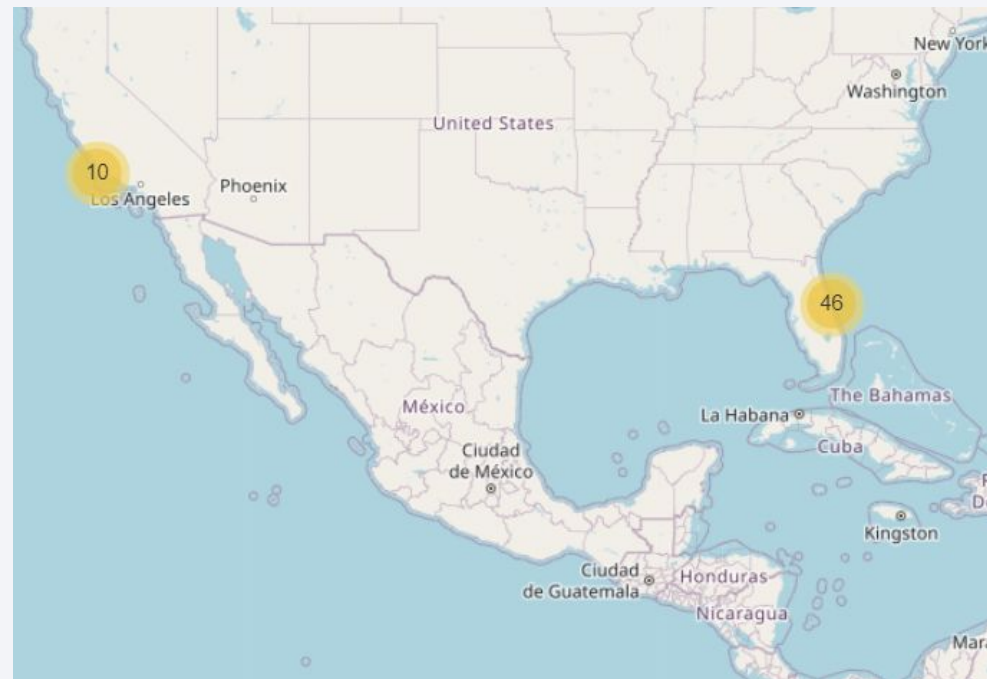 New York
Washington
United States
10
Los Angeles
Phoenix
46
The Bahamas
La Habana
México
Cuba
Ciudad
de México
Kingston
Ciudad
de Guatemala
Honduras
Nicaragua